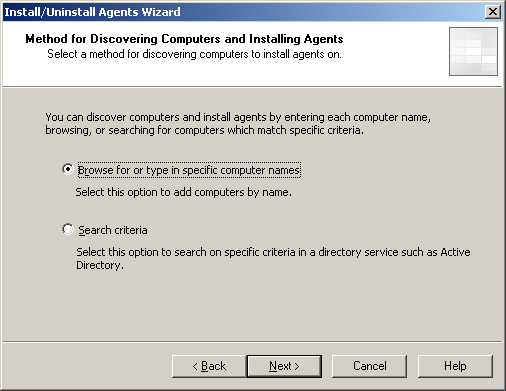 Install/Uninstall Agents Wizard
Method for Discovering Computers and Installing Agents
Select a method for discovering computers to install agents on.
You can discover computers and install agents by entering each computer name,
browsing, or searching for computers which match specific criteria.
Browse for or type in specific computer names
Select this option to add computers by name.
Search criteria
Select this option to search on specific criteria in a directory service such as Active
Directory.
< Back
Next >
Cancel
Help